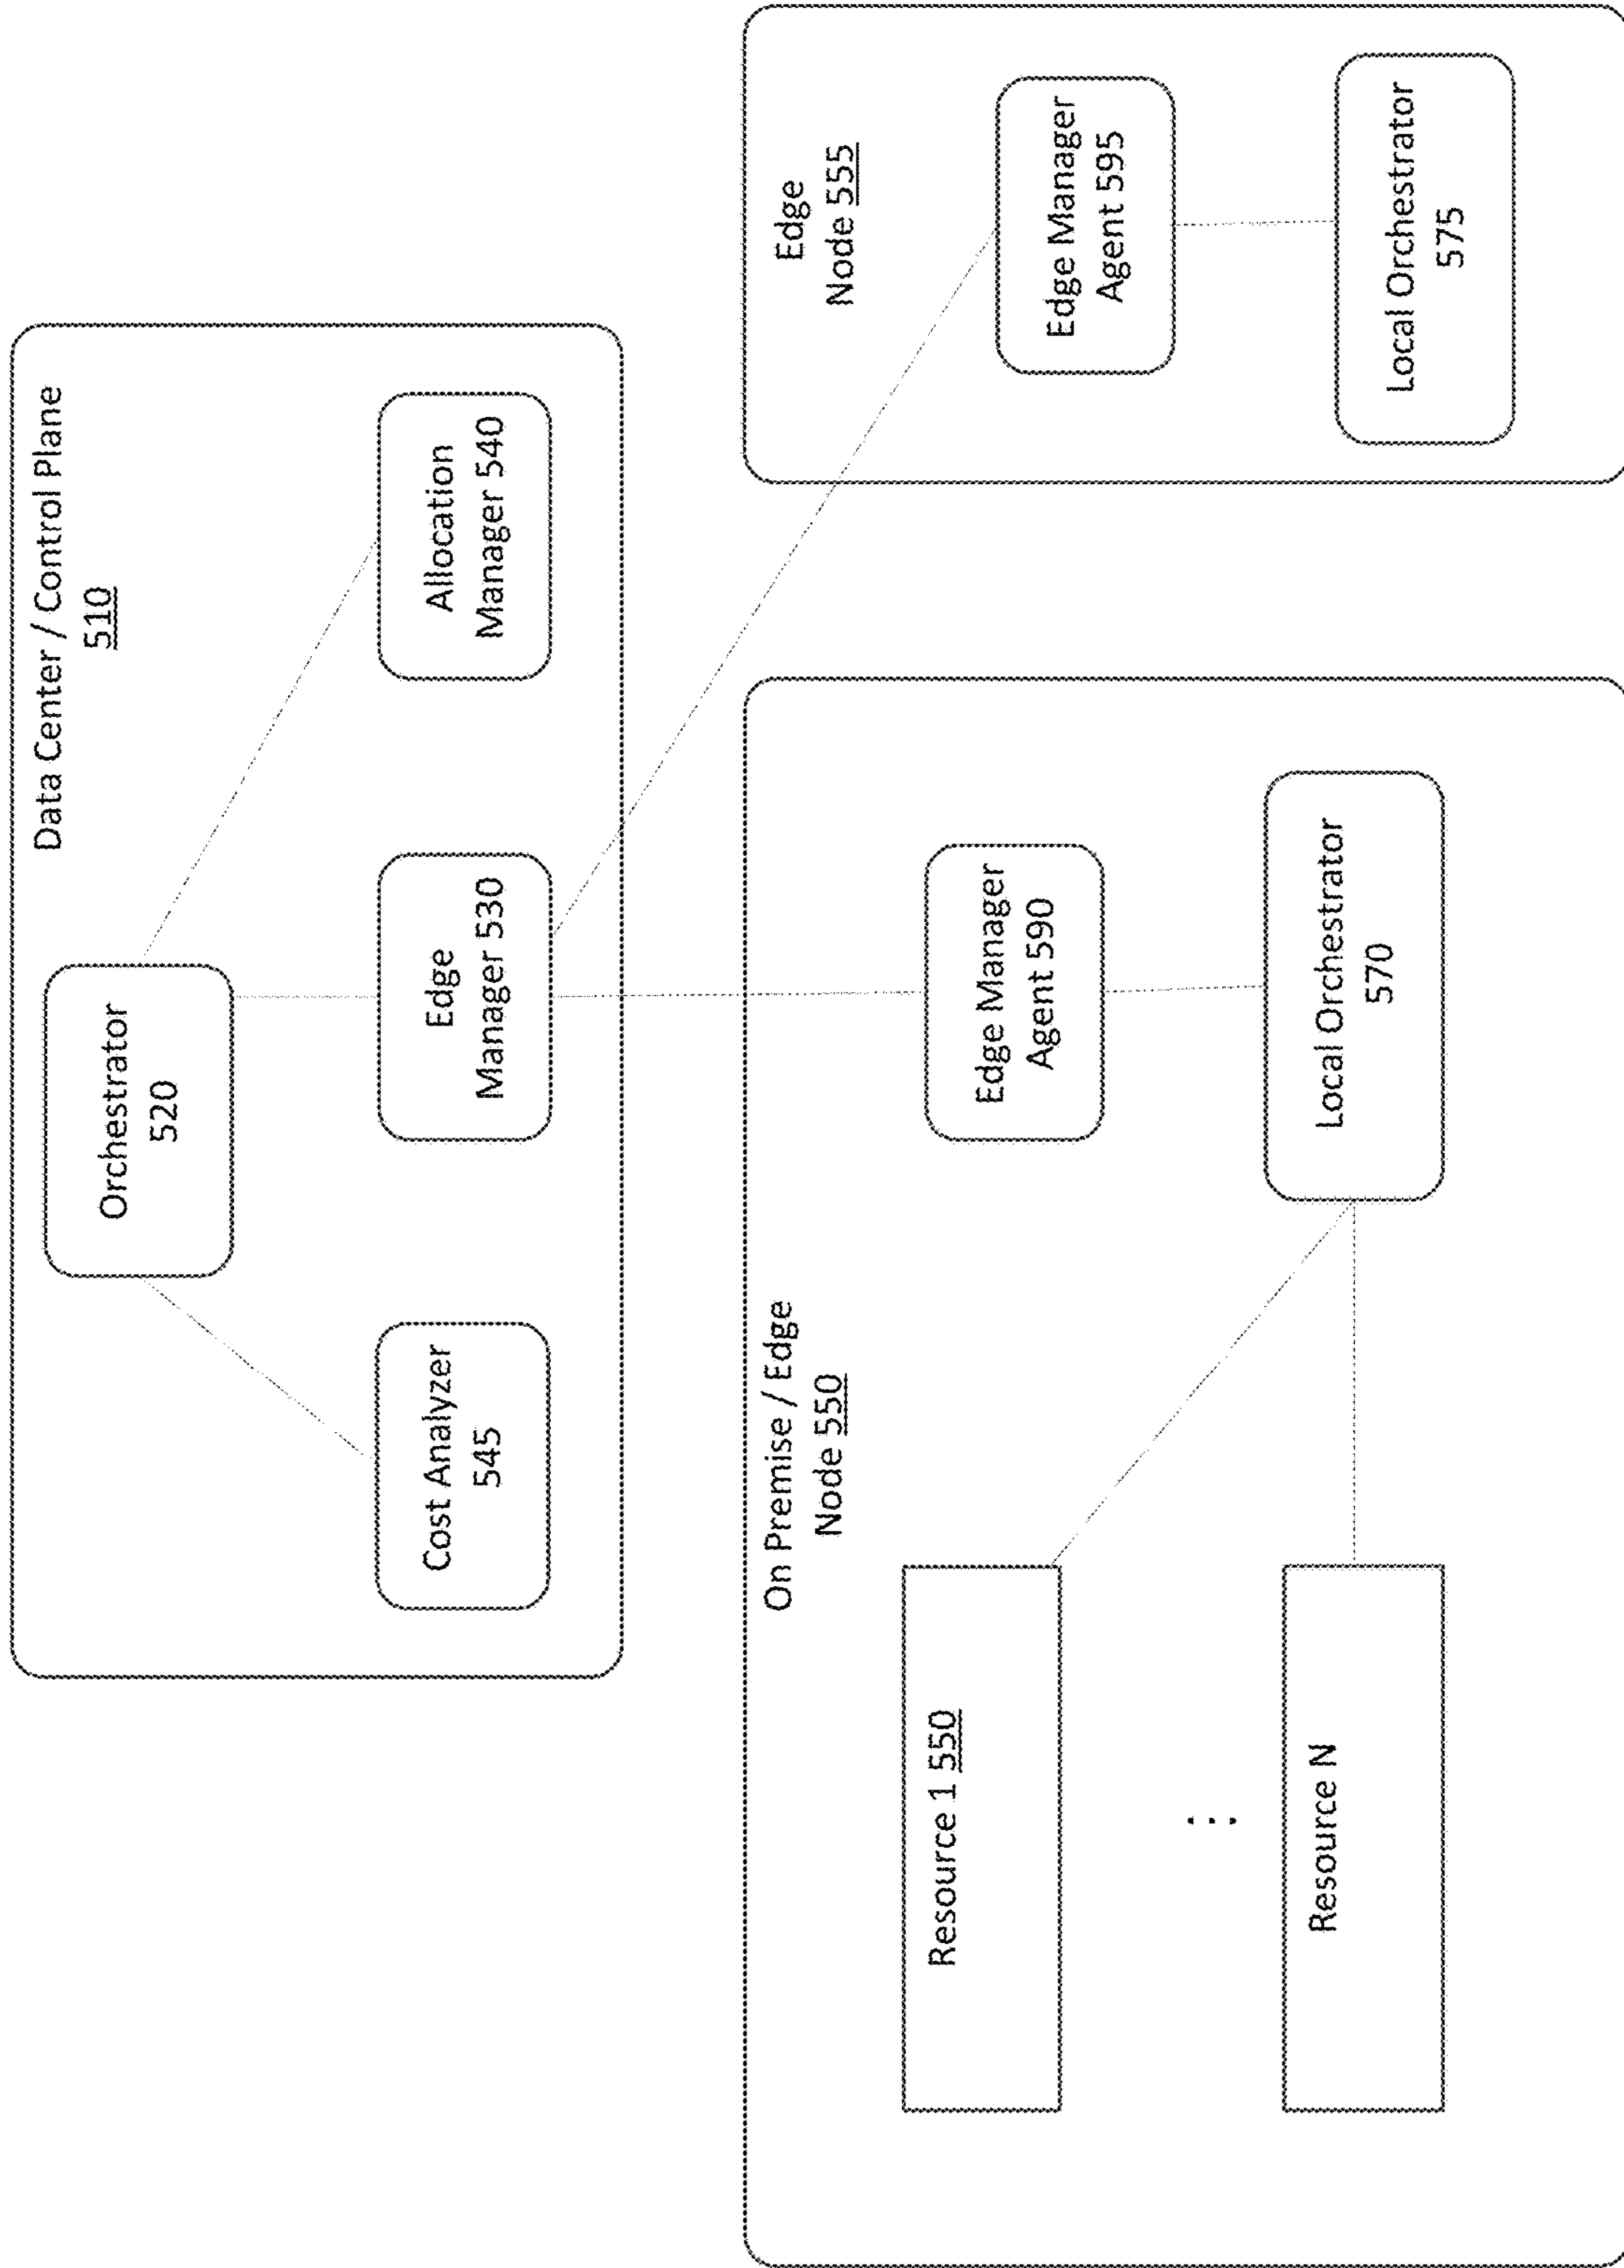 Data Center / Control Plane
510
Orchestrator
520
Cost Analyzer
545
Edge
Manager 530
Allocation
Manager 540
On Premise / Edge
Node 550
Resource 1 550
⋮
Resource N
Edge Manager
Agent 590
Local Orchestrator
570
Edge
Node 555
Edge Manager
Agent 595
Local Orchestrator
575